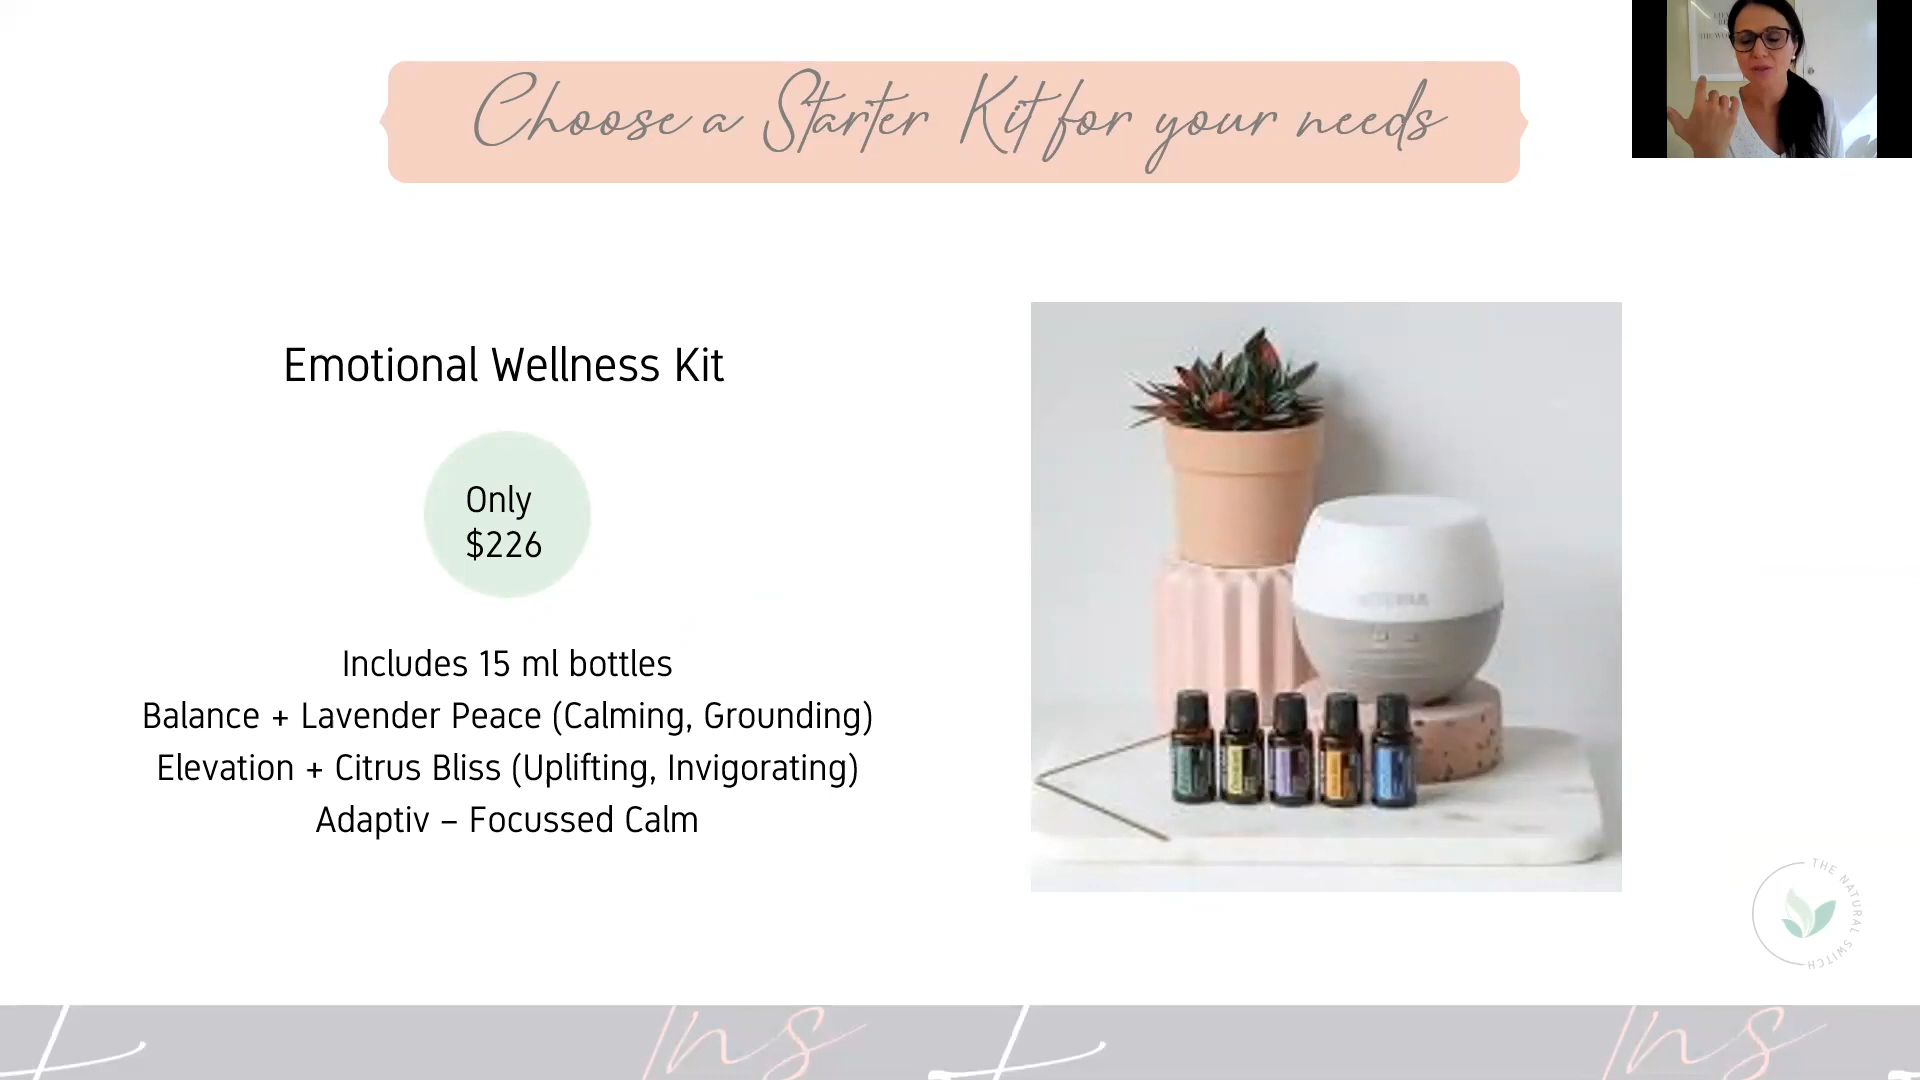 Choose a Starter Kit for your needs
Emotional Wellness Kit
Only
$226
Includes 15 ml bottles
Balance + Lavender Peace (Calming, Grounding)
Elevation + Citrus Bliss (Uplifting, Invigorating)
Adaptiv – Focussed Calm
THE NATURAL SWITCH